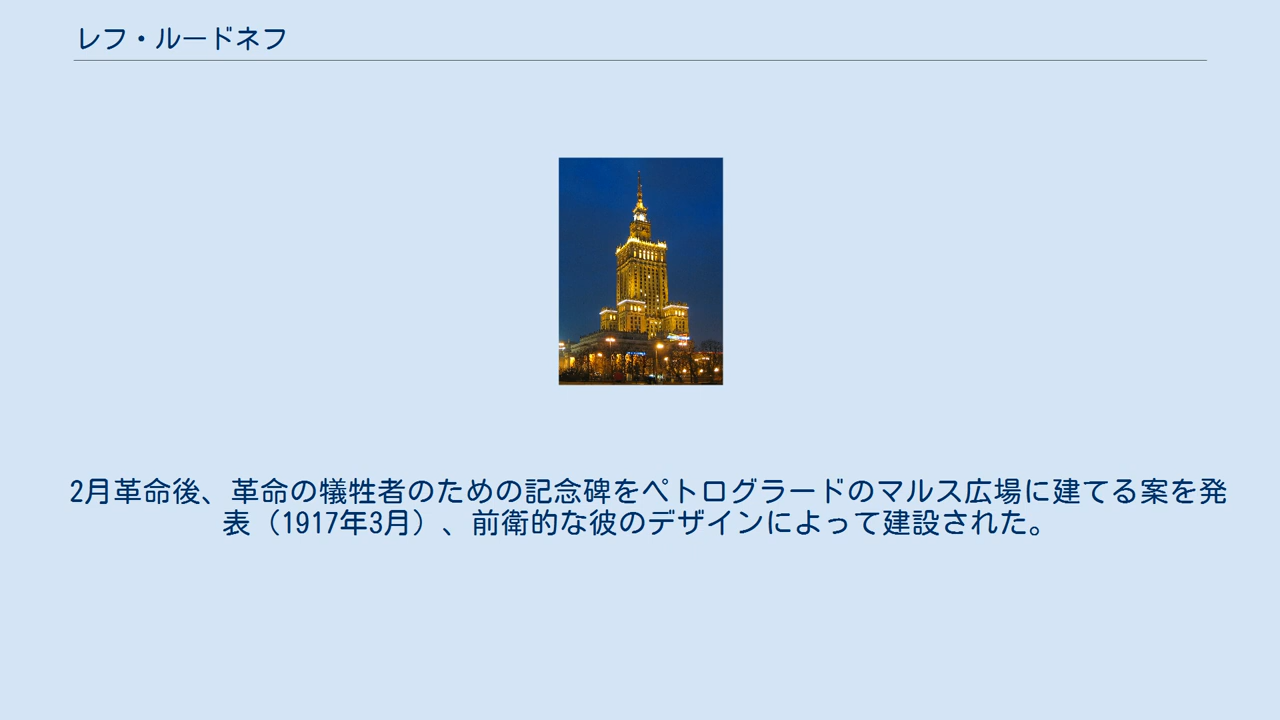 レフ・ルードネフ
2月革命後、革命の犠牲者のための記念碑をペトログラードのマルス広場に建てる案を発
表（1917年3月）、前衛的な彼のデザインによって建設された。